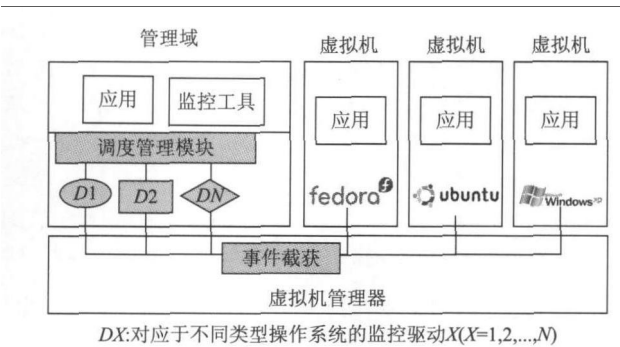 管理域
虚拟机
虚拟机
虚拟机
应用
监控工具
应用
应用
应用
调度管理模块
D1
D2
DN
fedora
ubuntu
Windows xp
事件截获
虚拟机管理器
DX:对应于不同类型操作系统的监控驱动X(X=1,2,...,N)